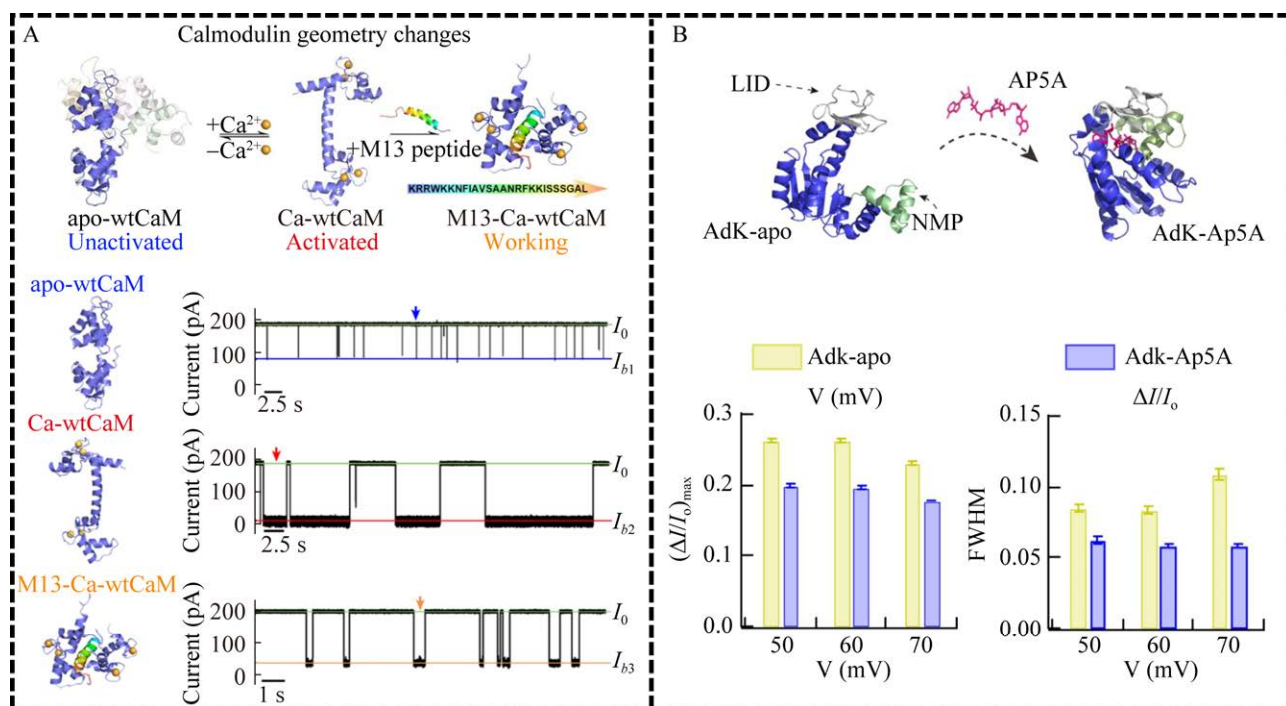 A
Calmodulin geometry changes
+Ca²⁺
−Ca²⁺
+M13 peptide
KRRWKKNFIAVSAANRFKKISSSGAL
apo-wtCaM
Unactivated
Ca-wtCaM
Activated
M13-Ca-wtCaM
Working
apo-wtCaM
Current (pA)
200
100
0
I0
Ib1
2.5 s
Ca-wtCaM
Current (pA)
200
100
0
I0
Ib2
2.5 s
M13-Ca-wtCaM
Current (pA)
200
100
0
I0
Ib3
1 s
B
LID
AP5A
AdK-apo
NMP
AdK-Ap5A
Adk-apo
Adk-Ap5A
V (mV)
(ΔI/Io)max
0.3
0.2
0.1
0.0
50 60 70
V (mV)
ΔI/Io
FWHM
0.15
0.10
0.05
0.00
50 60 70
V (mV)